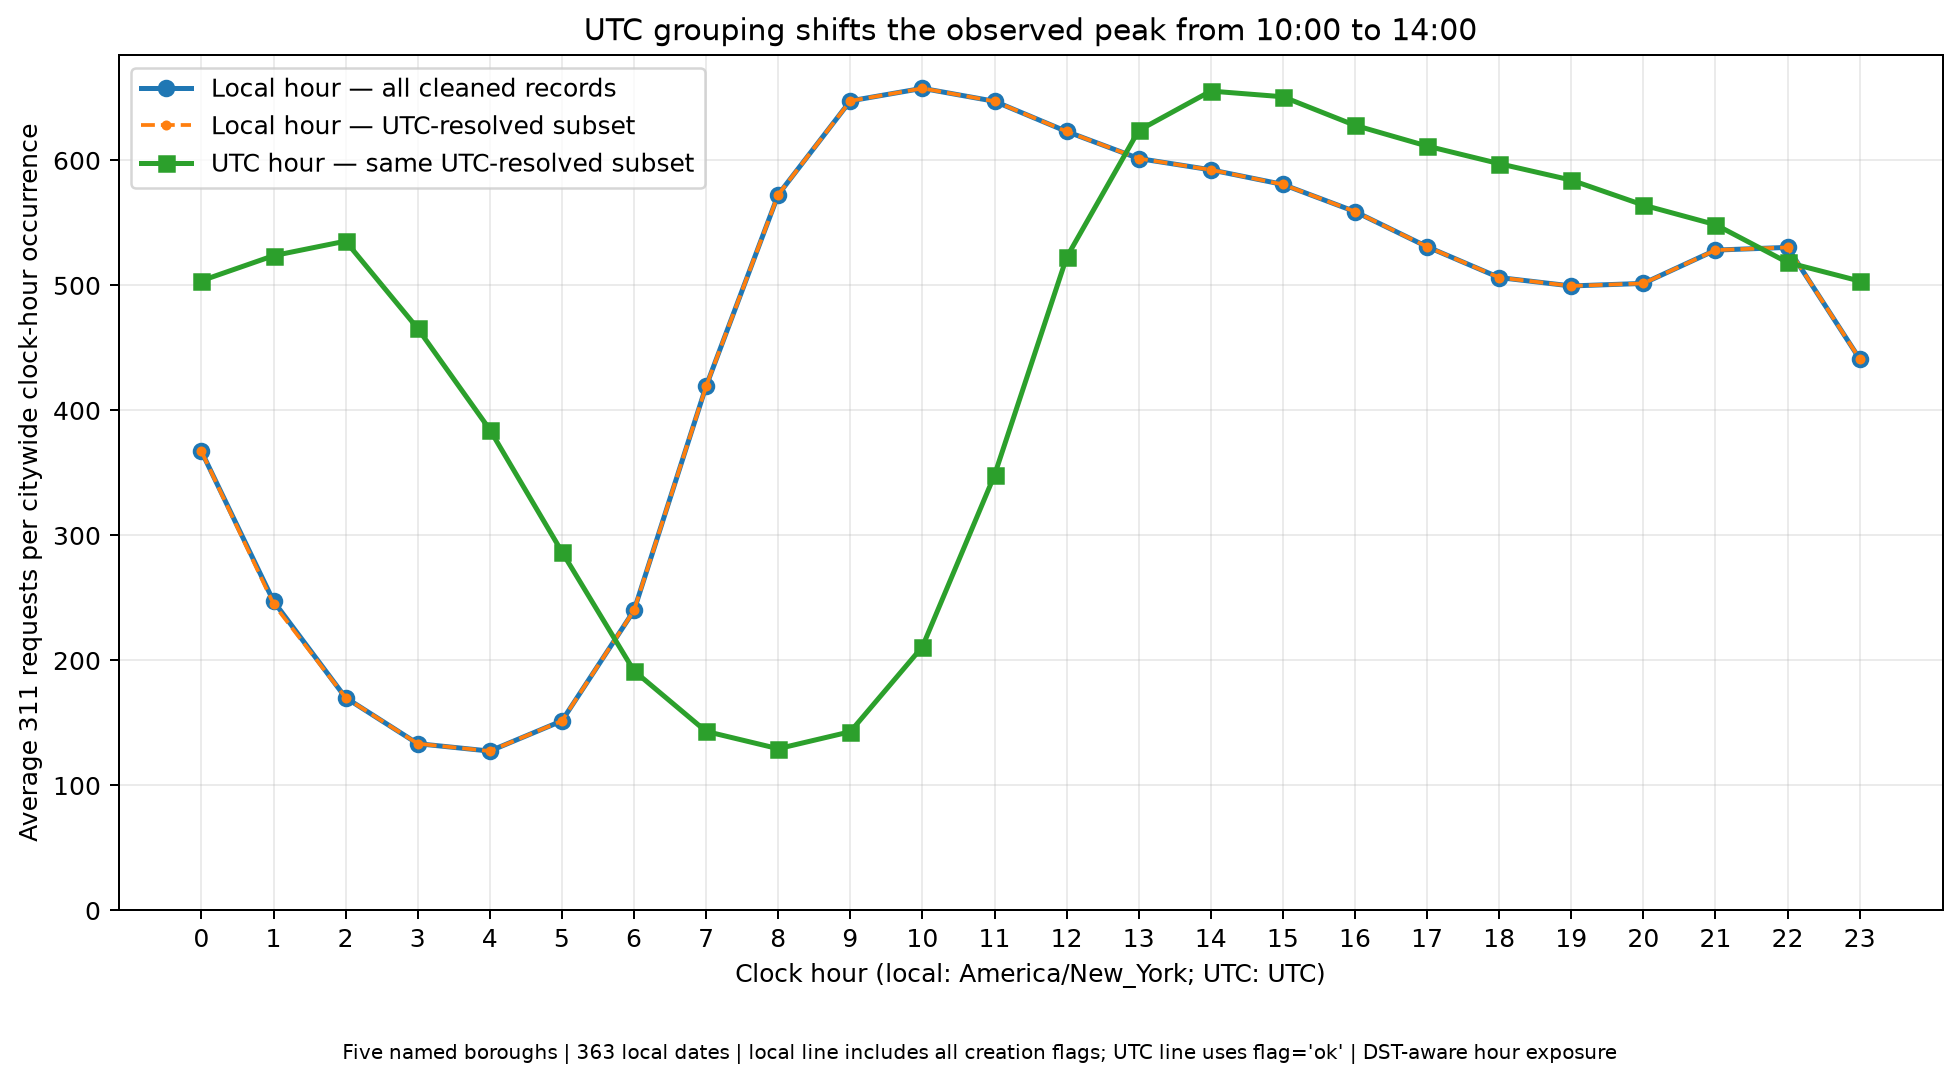 UTC grouping shifts the observed peak from 10:00 to 14:00
Local hour — all cleaned records
Local hour — UTC-resolved subset
UTC hour — same UTC-resolved subset
Average 311 requests per citywide clock-hour occurrence
600
500
400
300
200
100
0
0 1 2 3 4 5 6 7 8 9 10 11 12 13 14 15 16 17 18 19 20 21 22 23
Clock hour (local: America/New_York; UTC: UTC)
Five named boroughs | 363 local dates | local line includes all creation flags; UTC line uses flag='ok' | DST-aware hour exposure